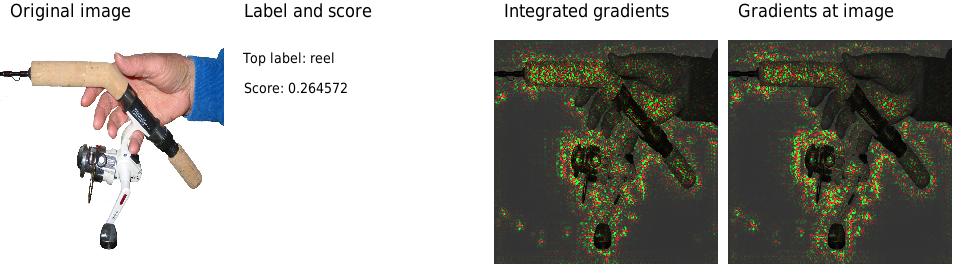 Original image
Label and score
Integrated gradients
Gradients at image
Top label: reel
Score: 0.264572